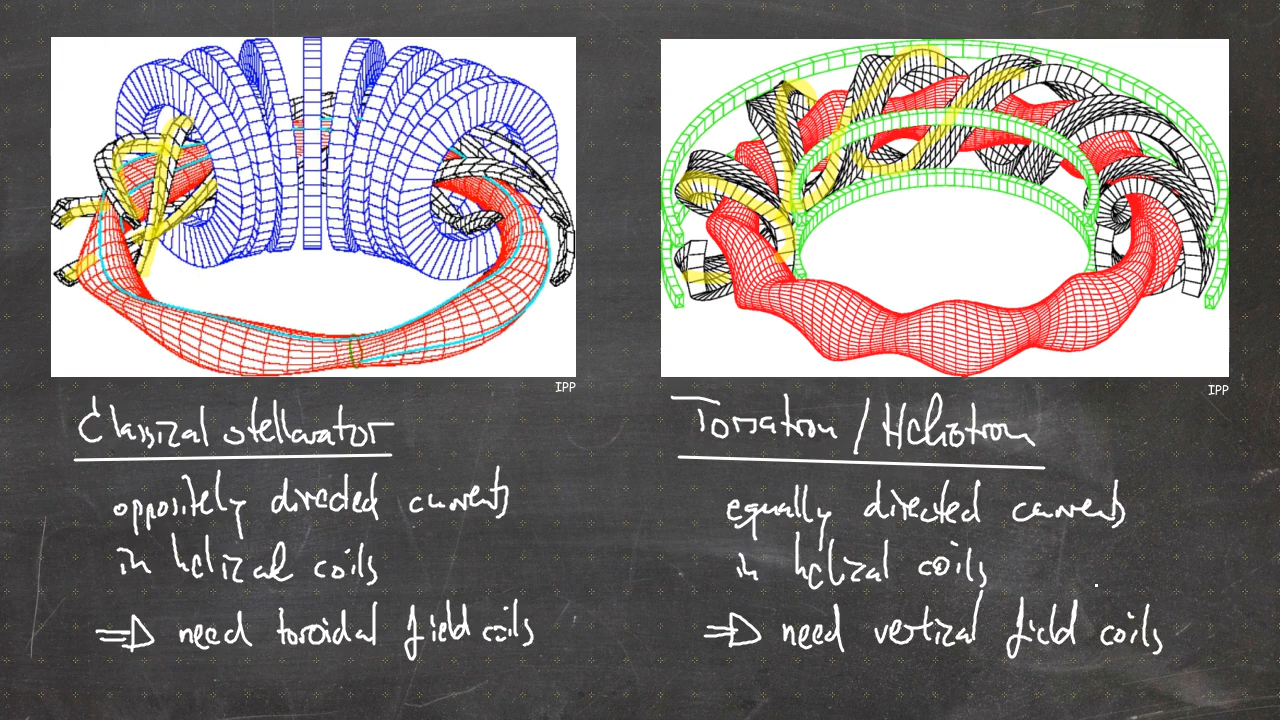 IPP
IPP
Classical stellarator
oppositely directed currents
in helical coils
⇒ need toroidal field coils
Torsatron / Heliotron
equally directed currents
in helical coils
⇒ need vertical field coils